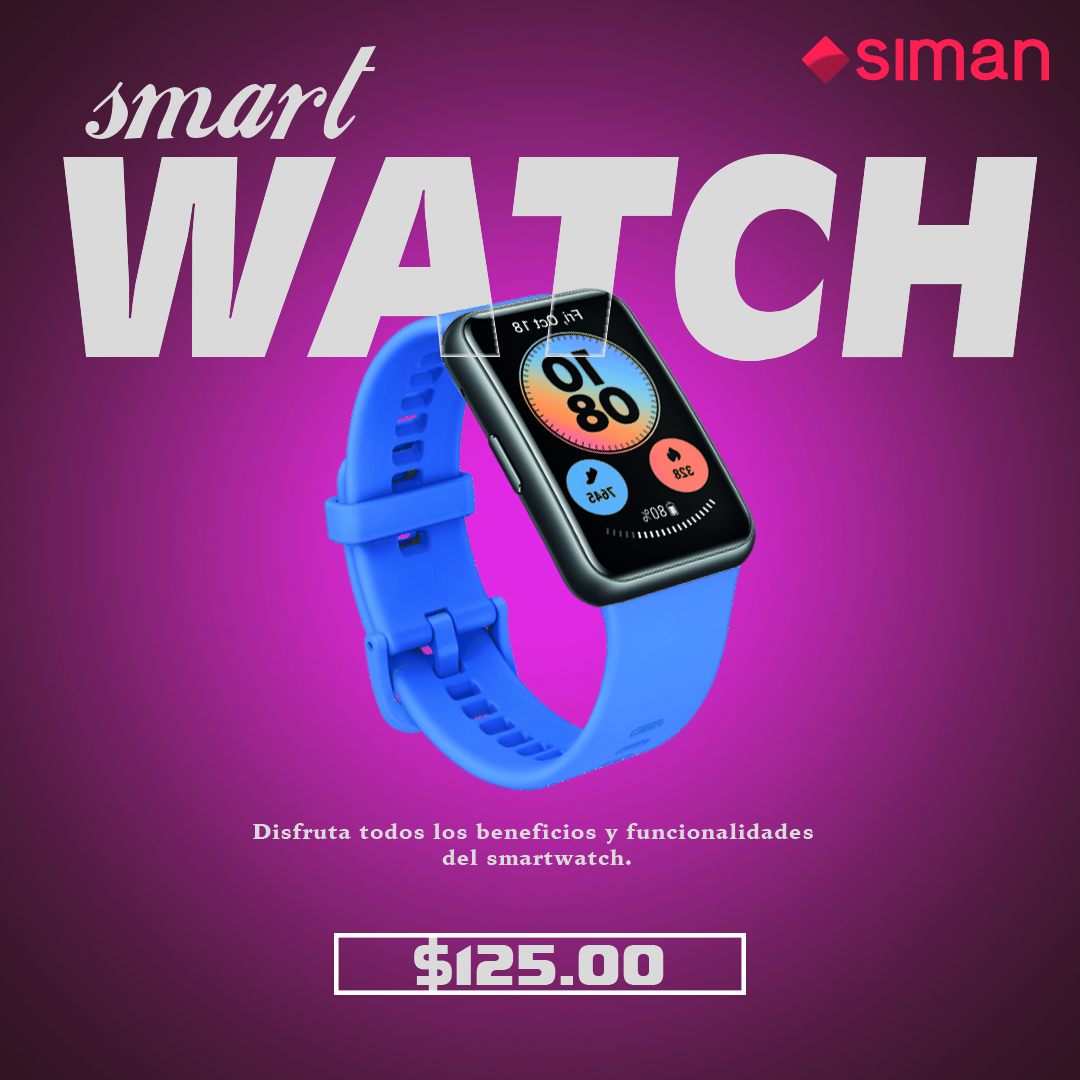 sıman
smart
WATCH
Fri, Oct 18
10
08
328
7645
80%
Disfruta todos los beneficios y funcionalidades
del smartwatch.
$125.00